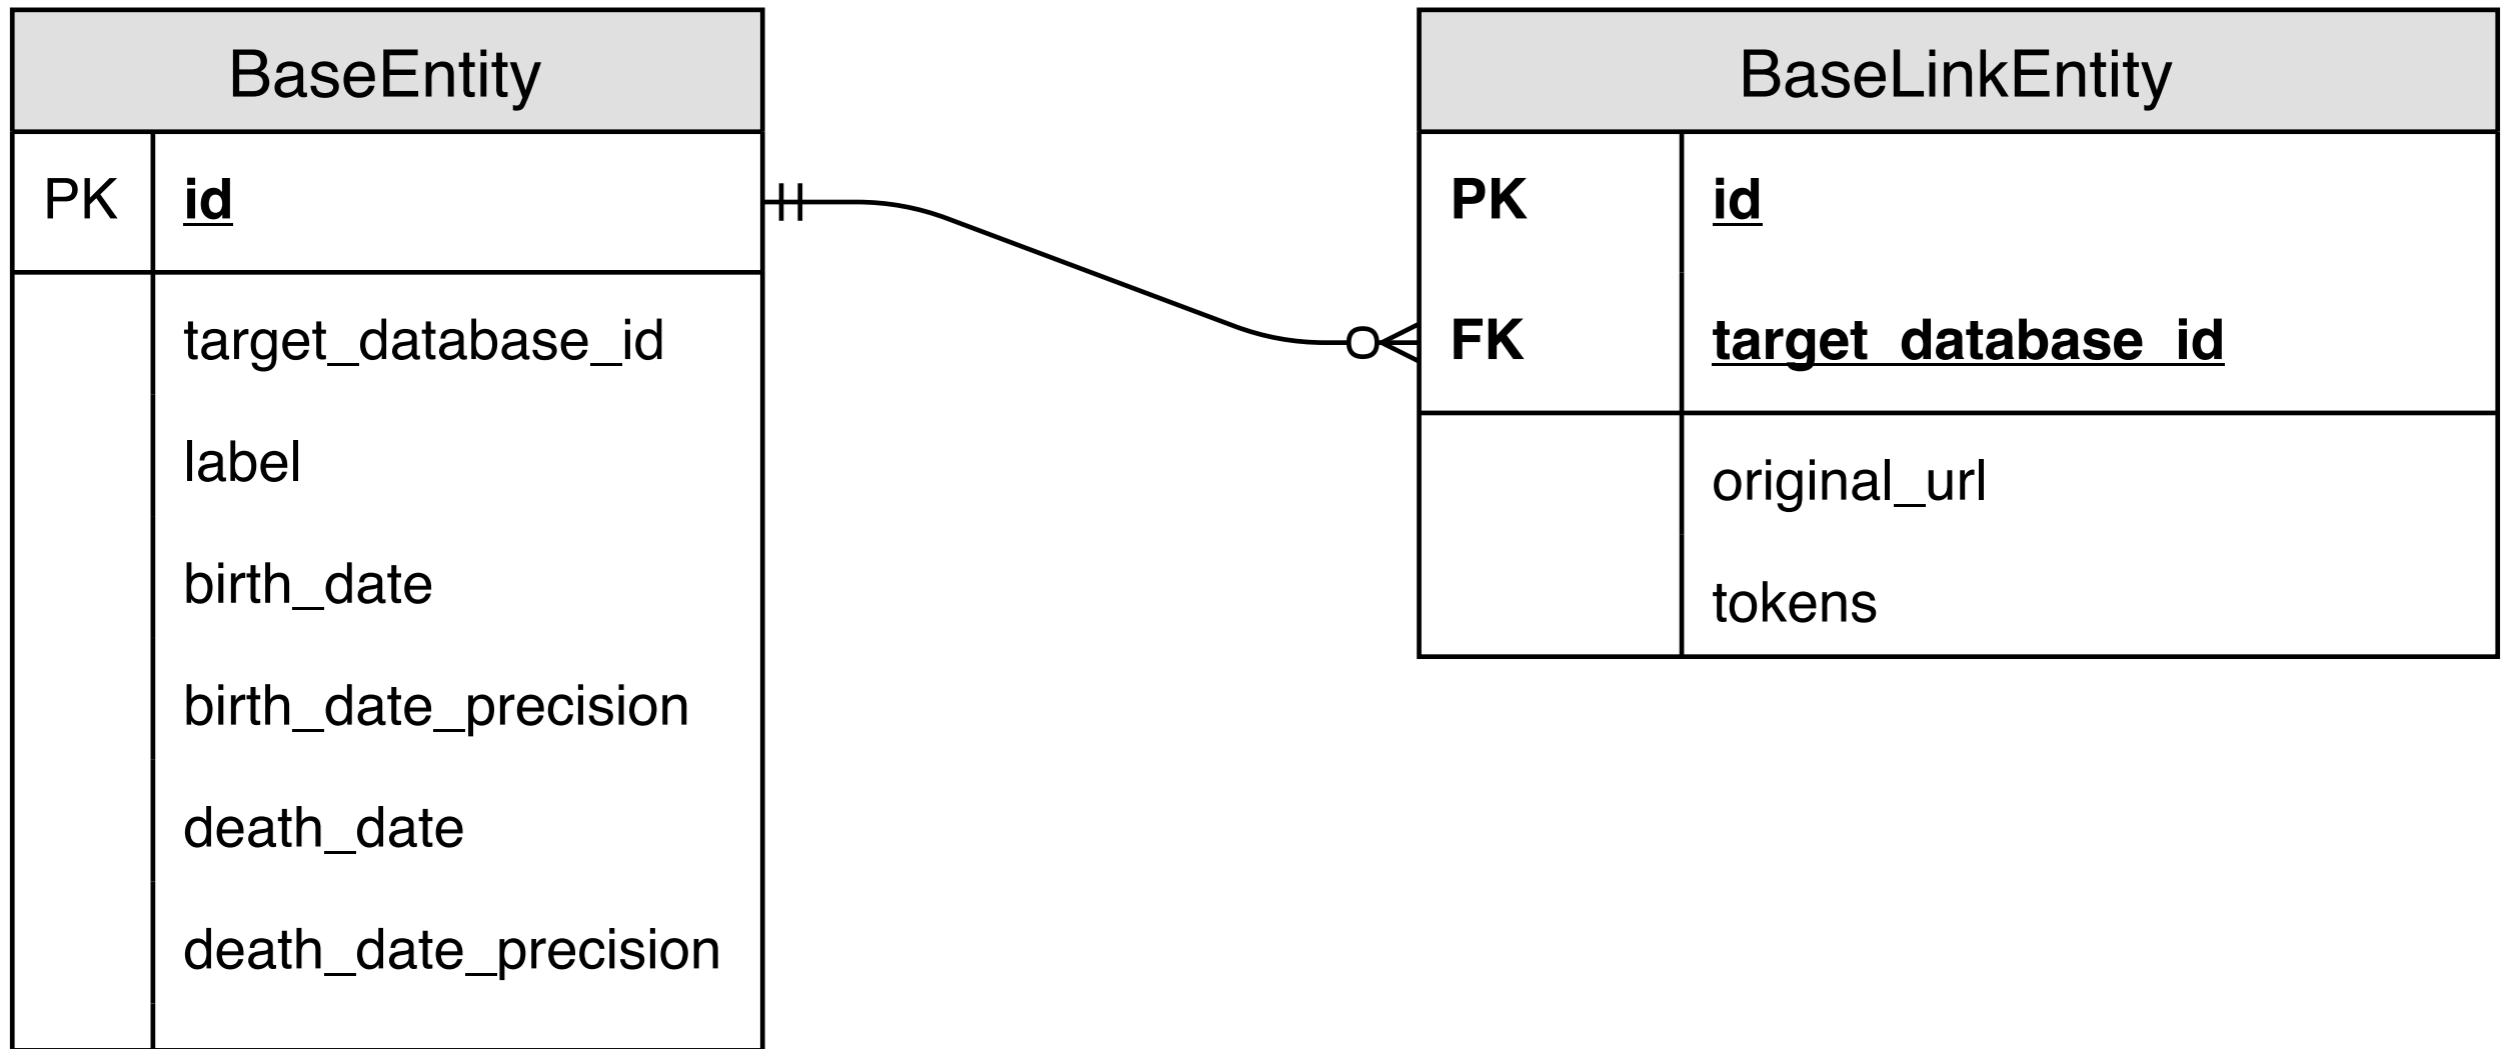 BaseEntity
PK id
target_database_id
label
birth_date
birth_date_precision
death_date
death_date_precision
BaseLinkEntity
PK id
FK target_database_id
original_url
tokens